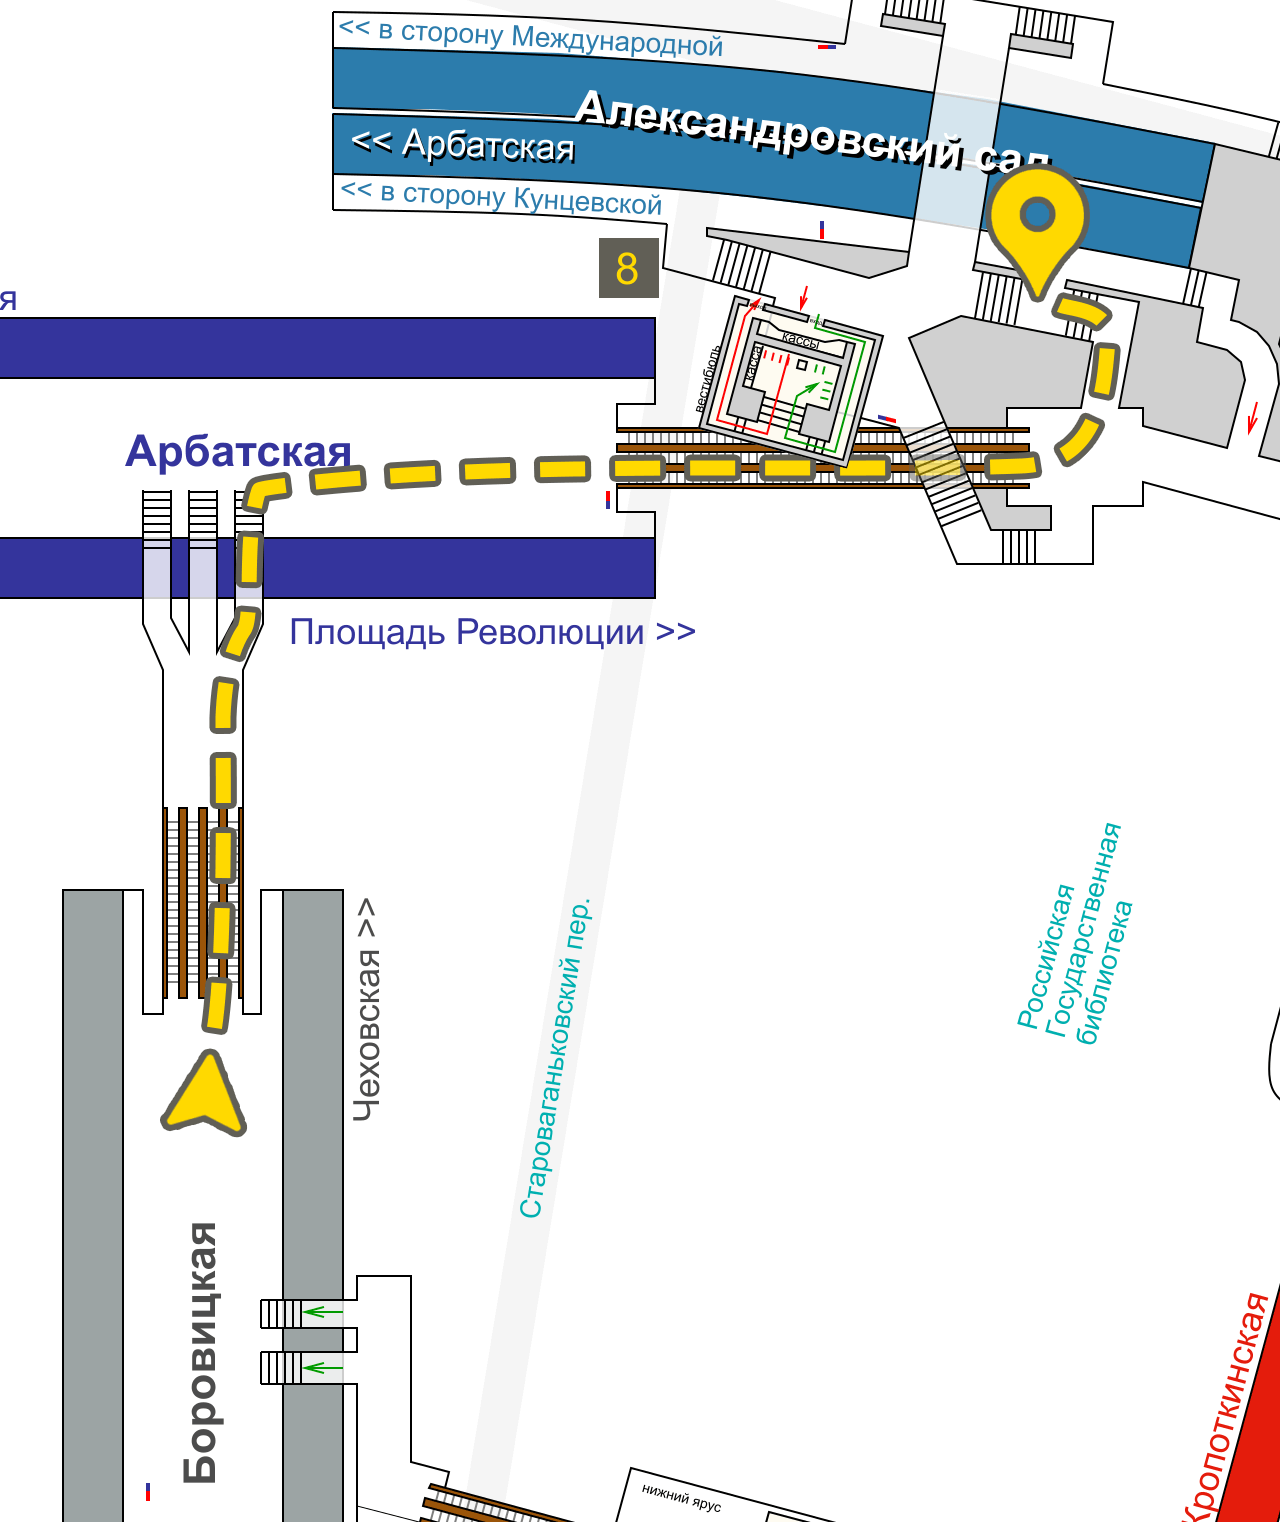 << в сторону Международной
Александровский сад
<< Арбатская
<< в сторону Кунцевской
8
я
кассы
касса
вестибюль
Арбатская
Площадь Революции >>
Чеховская >>
Староваганьковский пер.
Российская
Государственная
библиотека
Боровицкая
Кропоткинская
нижний ярус